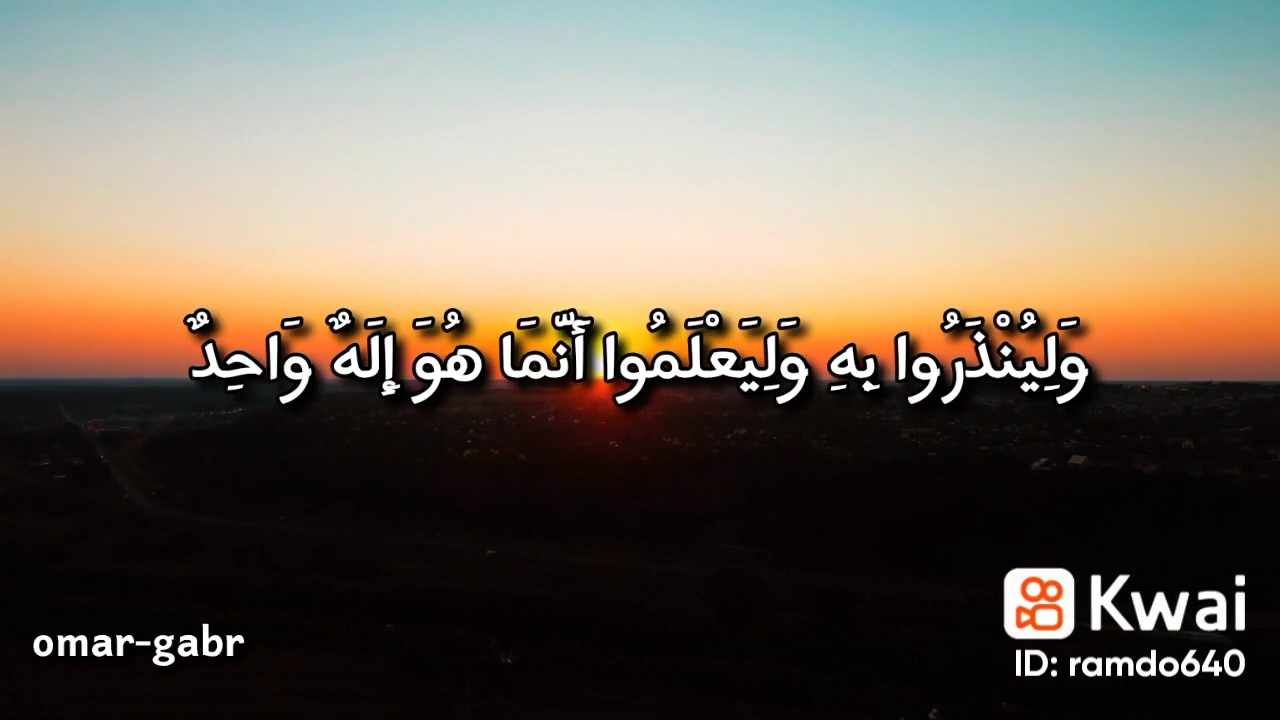 وَلِيُنْذَرُوا بِهِ وَلِيَعْلَمُوا أَنَّمَا هُوَ إِلَهٌ وَاحِدٌ
Kwai
omar-gabr
ID: ramdo640